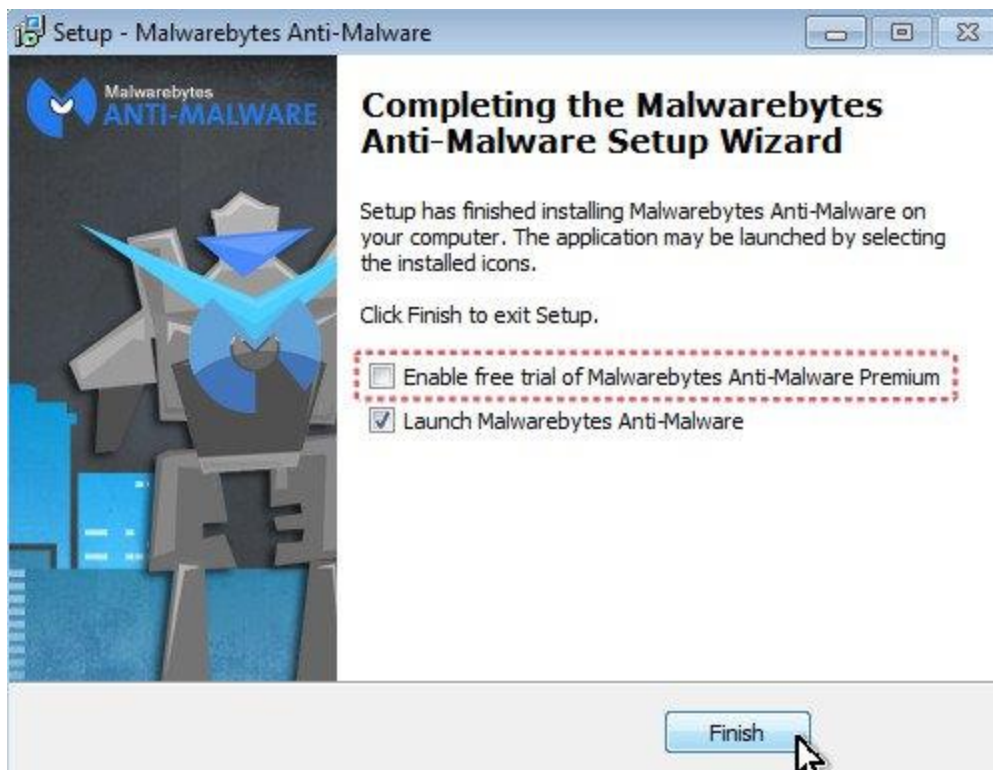 Setup - Malwarebytes Anti-Malware
Malwarebytes
ANTI-MALWARE
Completing the Malwarebytes
Anti-Malware Setup Wizard
Setup has finished installing Malwarebytes Anti-Malware on
your computer. The application may be launched by selecting
the installed icons.
Click Finish to exit Setup.
Enable free trial of Malwarebytes Anti-Malware Premium
Launch Malwarebytes Anti-Malware
Finish